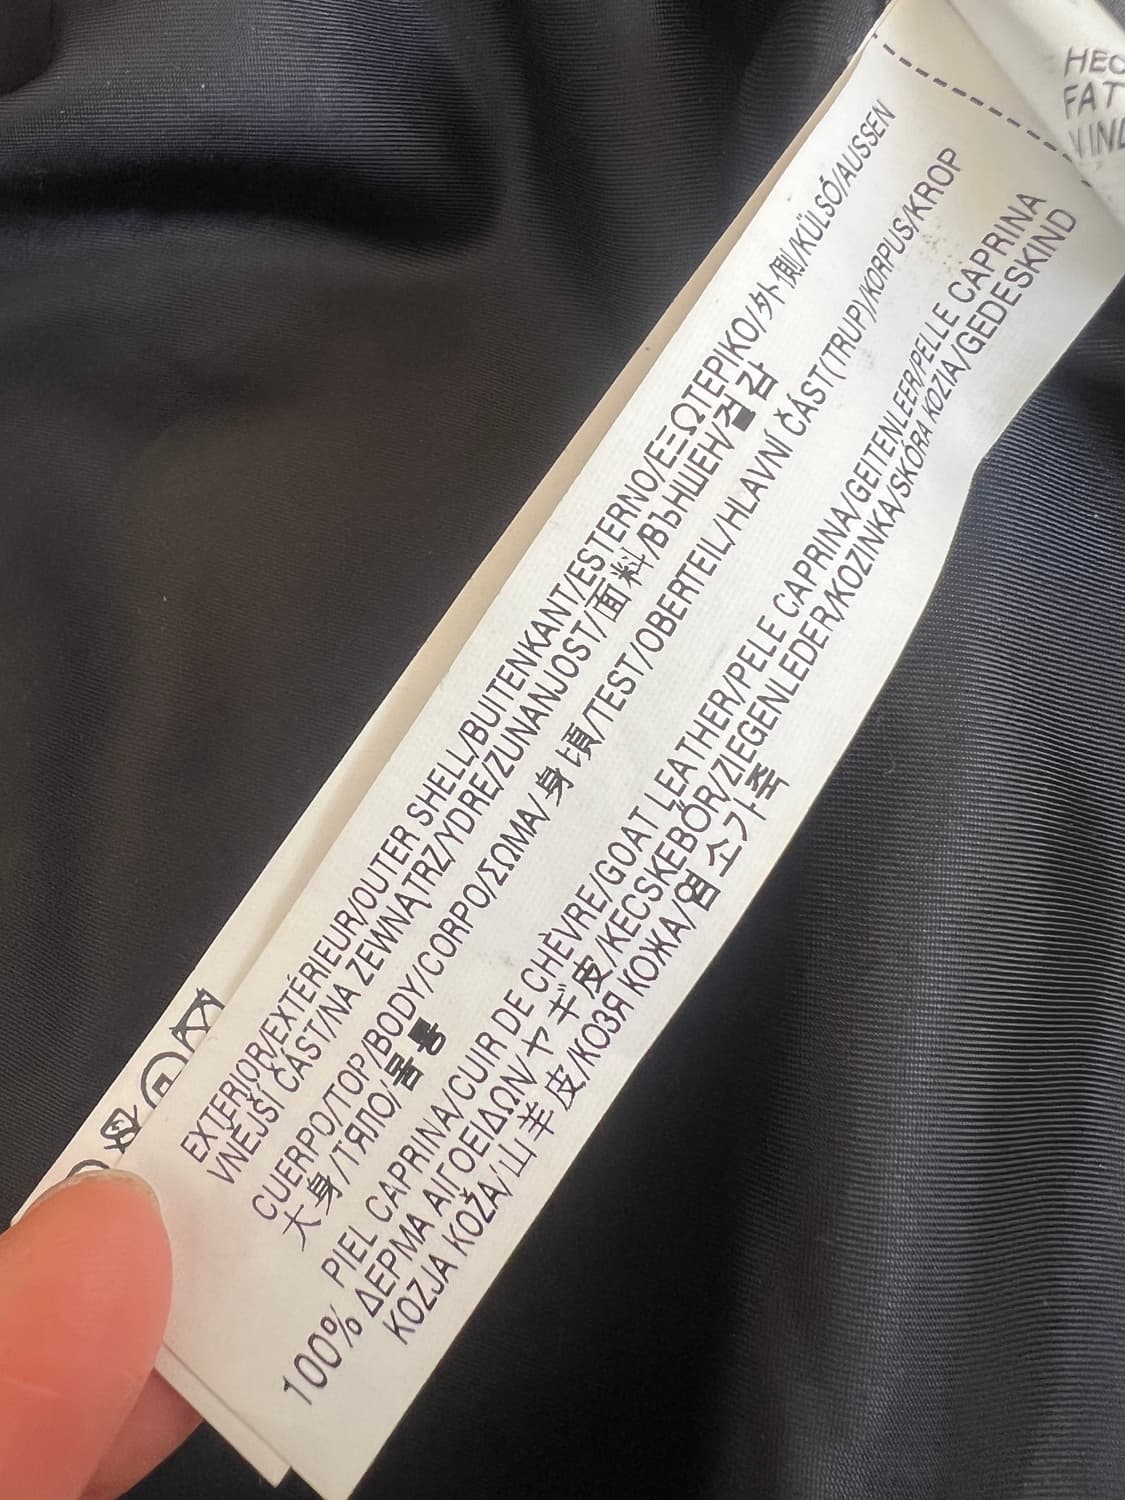 EXTERIOR/EXTÉRIEUR/OUTER SHELL/BUTENKANT/ESTERNO/ΕΞΩΤΕΡΙΚΟ/外側/KÜLSŐ/AUSSEN
VNEJŠÍ ČÁST/NA ZEWNĄTRZ/YDRE/ZUNANJOST/面料/ВЪНШЕН/겉감
CUERPO/TOP/BODY/CORPO/ΣΩΜΑ/身頃/TEST/OBERTEIL/HLAVNÍ ČÁST(TRUP)/KORPUS/KROP
大身/ТЯЛО/몸통
100% PIEL CAPRINA/CUIR DE CHÈVRE/GOAT LEATHER/PELE CAPRINA/GEITENLEER/PELLE CAPRINA
ΔΕΡΜΑ ΑΙΓΟΕΙΔΩΝ/ヤギ皮/KECSKEBŐR/ZIEGENLEDER/KOZINKA/SKÓRA KOZIA/GEDESKIND
KOZJA KOŽA/山羊皮/КОЗЯ КОЖА/염소가죽